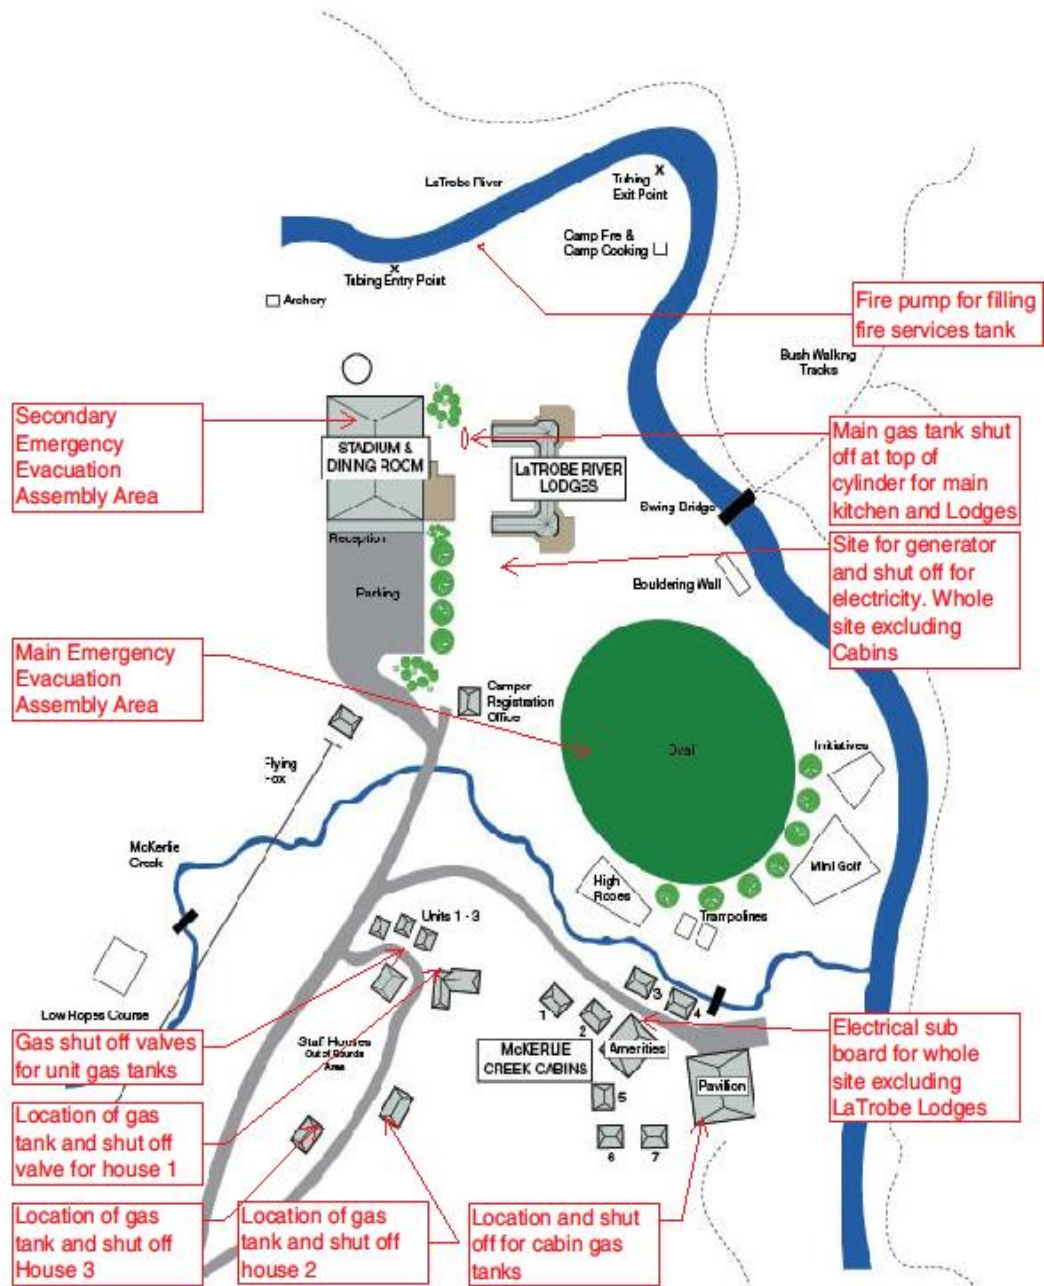 LaTrobe River
Tubing
Exit Point
Camp Fire &
Camp Cooking
Tubing Entry Point
Archery
Fire pump for filling
fire services tank
Bush Walking
Tracks
Secondary
Emergency
Evacuation
Assembly Area
STADIUM &
DINING ROOM
LaTROBE RIVER
LODGES
Main gas tank shut
off at top of
cylinder for main
kitchen and Lodges
Swing Bridge
Reception
Site for generator
and shut off for
electricity. Whole
site excluding
Cabins
Bouldering Wall
Parking
Main Emergency
Evacuation
Assembly Area
Camper
Registration
Office
Oval
Initiatives
Flying
Fox
McKerlie
Creek
Mini Golf
High
Ropes
Trampolines
Units 1 - 3
Low Ropes Course
1
2
3
4
Gas shut off valves
for unit gas tanks
Staff Houses
Out of Bounds
Area
McKERLIE
CREEK CABINS
Amenities
Pavilion
Electrical sub
board for whole
site excluding
LaTrobe Lodges
5
6
7
Location of gas
tank and shut off
valve for house 1
Location of gas
tank and shut off
House 3
Location of gas
tank and shut off
house 2
Location and shut
off for cabin gas
tanks